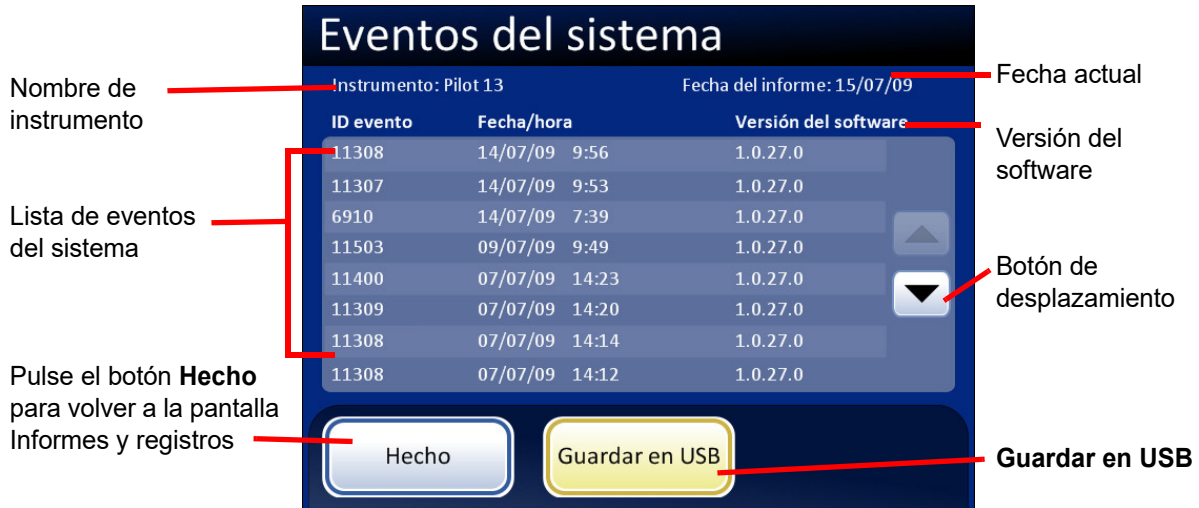 Eventos del sistema
Nombre de
instrumento
Instrumento: Pilot 13
Fecha del informe: 15/07/09
Fecha actual
ID evento Fecha/hora Versión del software
Versión del
software
11308 14/07/09 9:56 1.0.27.0
11307 14/07/09 9:53 1.0.27.0
6910 14/07/09 7:39 1.0.27.0
11503 09/07/09 9:49 1.0.27.0
11400 07/07/09 14:23 1.0.27.0
11309 07/07/09 14:20 1.0.27.0
11308 07/07/09 14:14 1.0.27.0
11308 07/07/09 14:12 1.0.27.0
Lista de eventos
del sistema
Botón de
desplazamiento
Pulse el botón Hecho
para volver a la pantalla
Informes y registros
Hecho
Guardar en USB
Guardar en USB